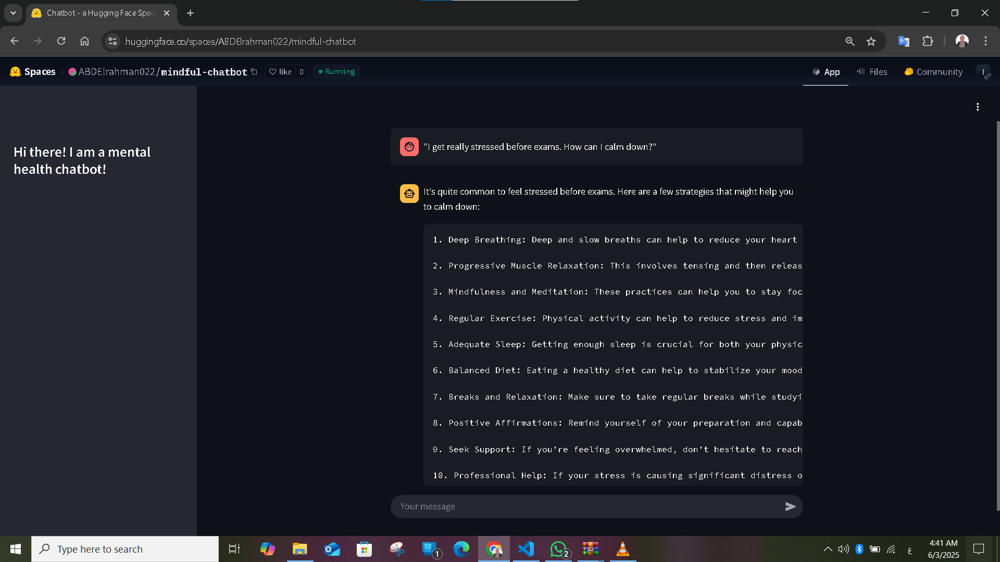 Chatbot - a Hugging Face Spac
huggingface.co/spaces/ABDElrahman022/mindful-chatbot
Spaces ABDElrahman022/mindful-chatbot like 0 Running App Files Community
Hi there! I am a mental
health chatbot!
"I get really stressed before exams. How can I calm down?"
It's quite common to feel stressed before exams. Here are a few strategies that might help you
to calm down:
1. Deep Breathing: Deep and slow breaths can help to reduce your heart
2. Progressive Muscle Relaxation: This involves tensing and then releas
3. Mindfulness and Meditation: These practices can help you to stay foc
4. Regular Exercise: Physical activity can help to reduce stress and im
5. Adequate Sleep: Getting enough sleep is crucial for both your physic
6. Balanced Diet: Eating a healthy diet can help to stabilize your mood
7. Breaks and Relaxation: Make sure to take regular breaks while studyi
8. Positive Affirmations: Remind yourself of your preparation and capab
9. Seek Support: If you're feeling overwhelmed, don't hesitate to reach
10. Professional Help: If your stress is causing significant distress o
Your message
Type here to search
1
2
ع
4:41 AM
6/3/2025